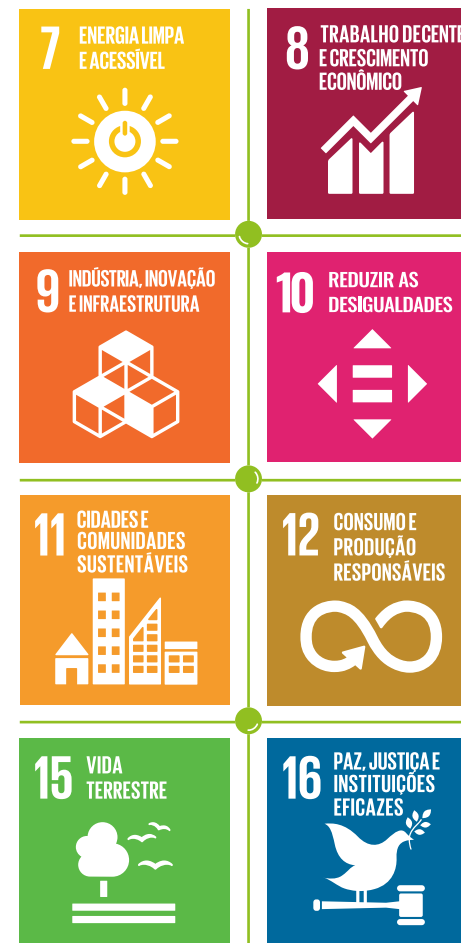 7
ENERGIA LIMPA
E ACESSÍVEL
8
TRABALHO DECENTE
E CRESCIMENTO
ECONÔMICO
9
INDÚSTRIA, INOVAÇÃO
E INFRAESTRUTURA
10
REDUZIR AS
DESIGUALDADES
11
CIDADES E
COMUNIDADES
SUSTENTÁVEIS
12
CONSUMO E
PRODUÇÃO
RESPONSÁVEIS
15
VIDA
TERRESTRE
16
PAZ, JUSTIÇA E
INSTITUIÇÕES
EFICAZES